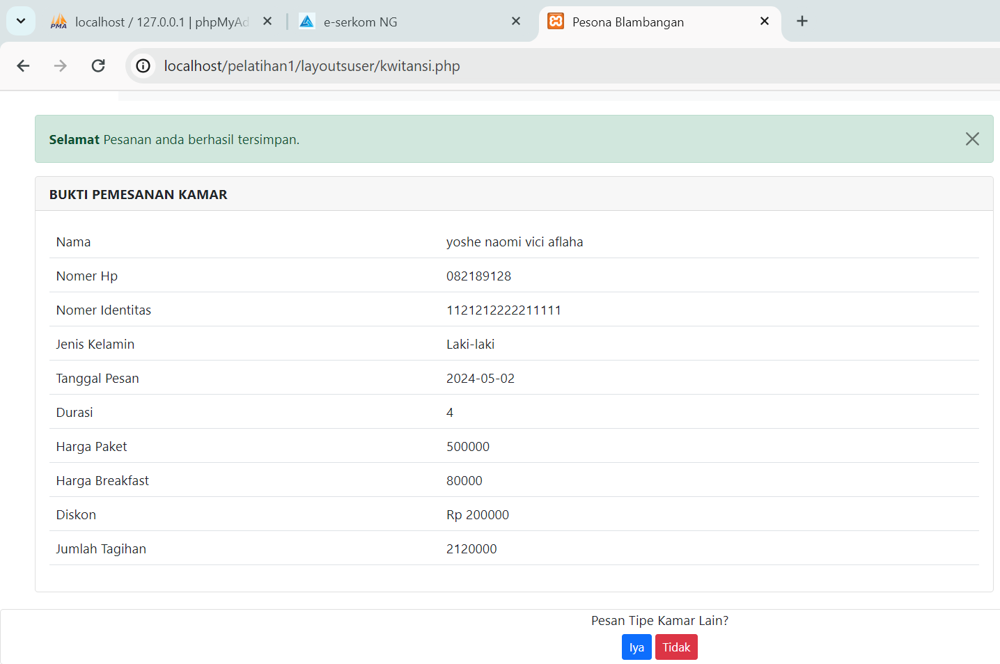 localhost / 127.0.0.1 | phpMyAd
e-serkom NG
Pesona Blambangan
localhost/pelatihan1/layoutsuser/kwitansi.php
Selamat Pesanan anda berhasil tersimpan.
BUKTI PEMESANAN KAMAR
Nama yoshe naomi vici aflaha
Nomer Hp 082189128
Nomer Identitas 1121212222211111
Jenis Kelamin Laki-laki
Tanggal Pesan 2024-05-02
Durasi 4
Harga Paket 500000
Harga Breakfast 80000
Diskon Rp 200000
Jumlah Tagihan 2120000
Pesan Tipe Kamar Lain?
Iya Tidak